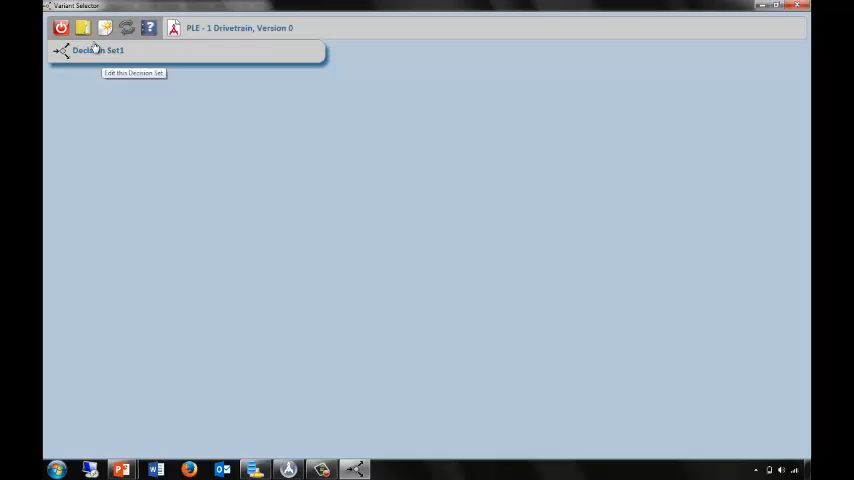 Variant Selector
PLE - 1 Drivetrain, Version 0
Decision Set1
Edit this Decision Set